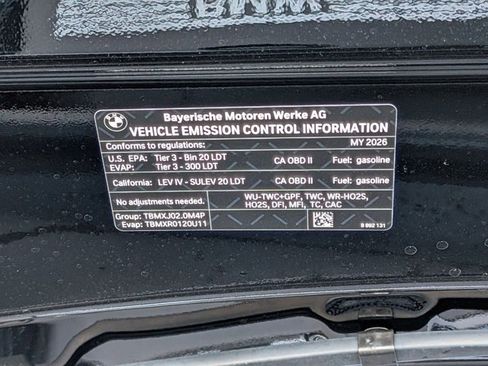 BMW
Bayerische Motoren Werke AG
VEHICLE EMISSION CONTROL INFORMATION
Conforms to regulations: MY 2026
U.S. EPA: Tier 3 - Bin 20 LDT CA OBD II Fuel: gasoline
EVAP: Tier 3 - 300 LDT
California: LEV IV - SULEV 20 LDT CA OBD II Fuel: gasoline
No adjustments needed. WU-TWC+GPF, TWC, WR-HO2S,
HO2S, DFI, MFI, TC, CAC
Group: TBMXJ02.0M4P
Evap: TBMXR0120U11
8 992 131